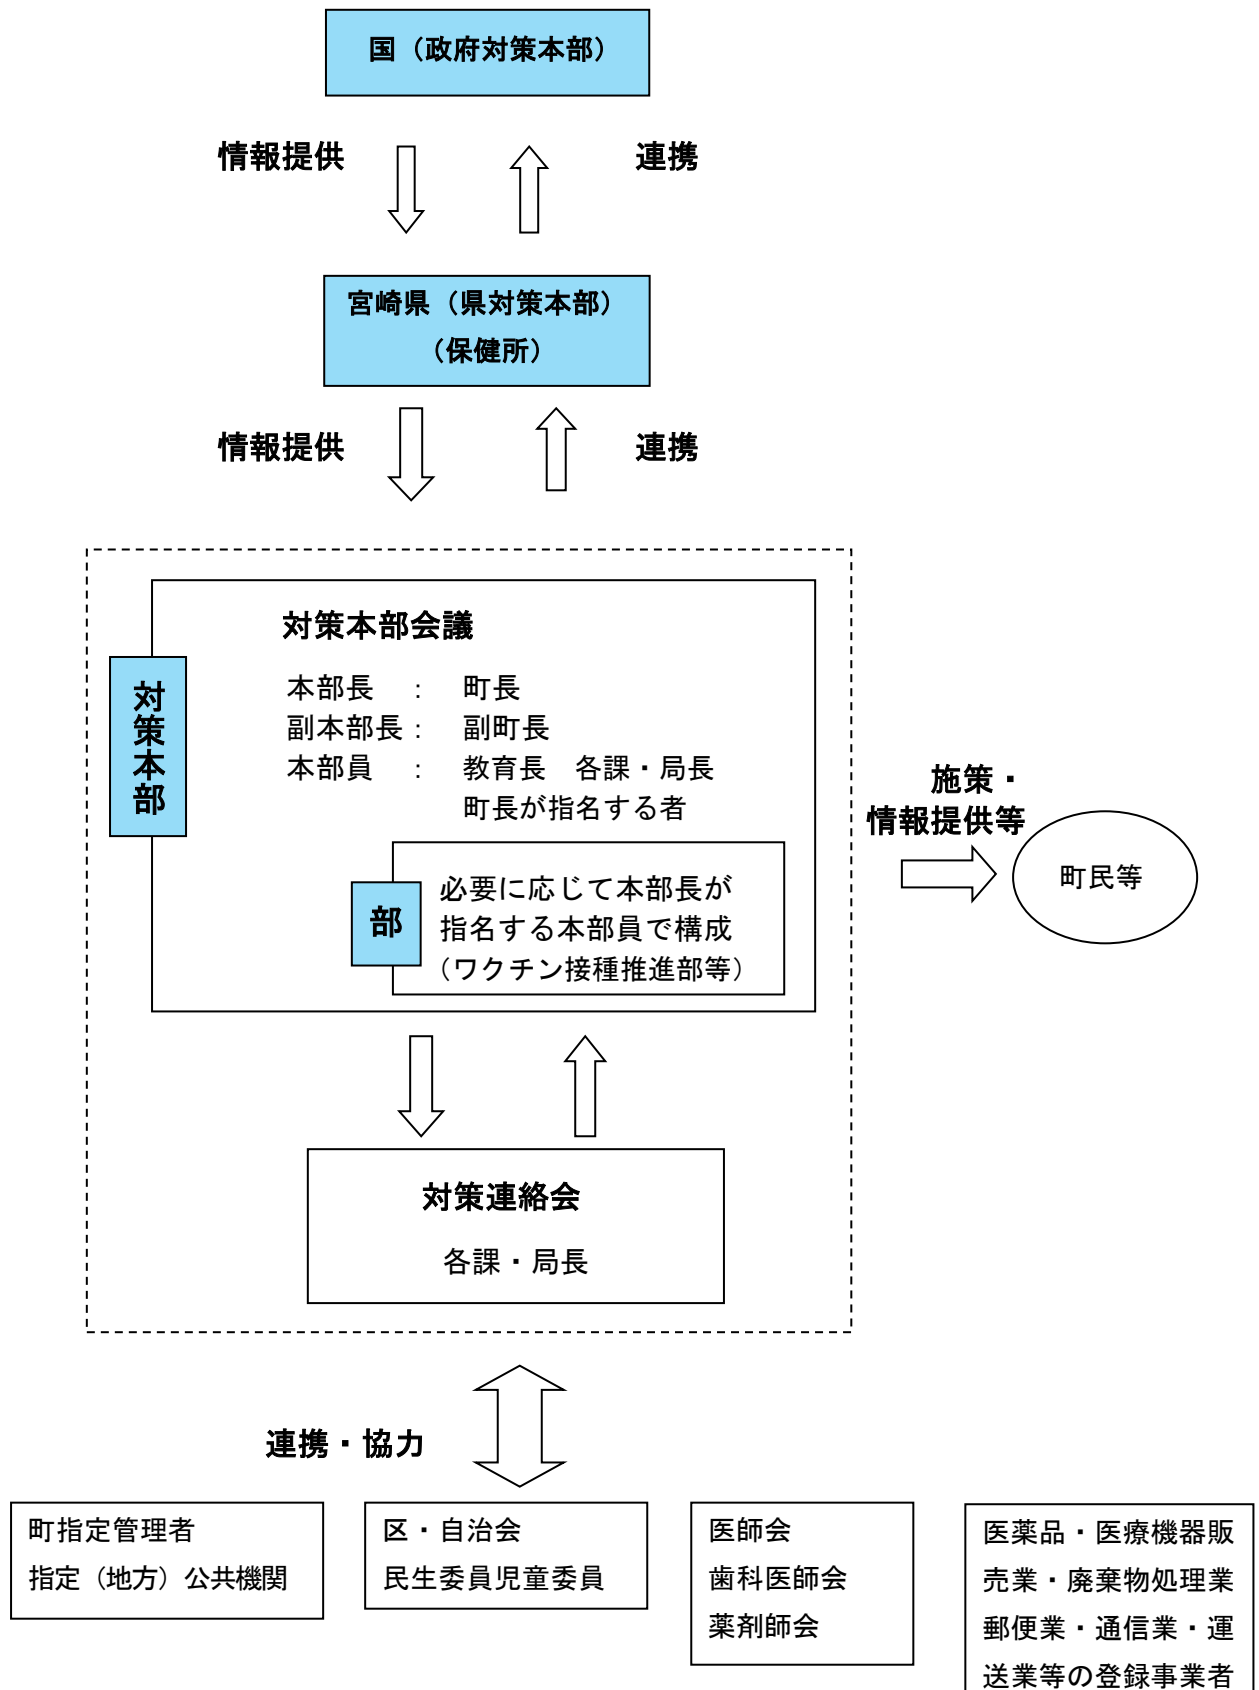 国（政府対策本部）
情報提供
連携
宮崎県（県対策本部）
（保健所）
情報提供
連携
対策本部
対策本部会議
本部長　：　町長
副本部長：　副町長
本部員　：　教育長　各課・局長
町長が指名する者
部
必要に応じて本部長が
指名する本部員で構成
（ワクチン接種推進部等）
施策・
情報提供等
町民等
対策連絡会
各課・局長
連携・協力
町指定管理者
指定（地方）公共機関
区・自治会
民生委員児童委員
医師会
歯科医師会
薬剤師会
医薬品・医療機器販
売業・廃棄物処理業
郵便業・通信業・運
送業等の登録事業者